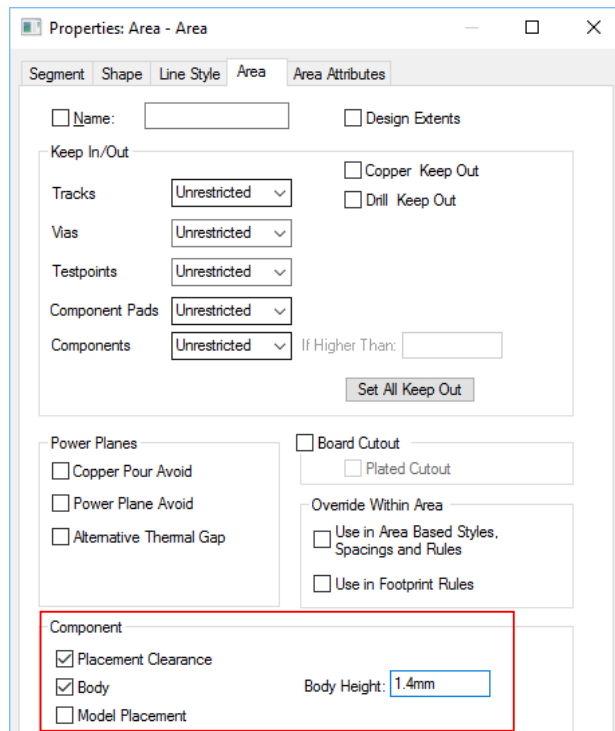 Properties: Area - Area
Segment Shape Line Style Area Area Attributes
Name: Design Extents
Keep In/Out
Copper Keep Out
Tracks Unrestricted Drill Keep Out
Vias Unrestricted
Testpoints Unrestricted
Component Pads Unrestricted
Components Unrestricted If Higher Than:
Set All Keep Out
Power Planes
Board Cutout
Copper Pour Avoid Plated Cutout
Power Plane Avoid Override Within Area
Alternative Thermal Gap Use in Area Based Styles,
Spacings and Rules
Use in Footprint Rules
Component
Placement Clearance
Body Body Height: 1.4mm
Model Placement